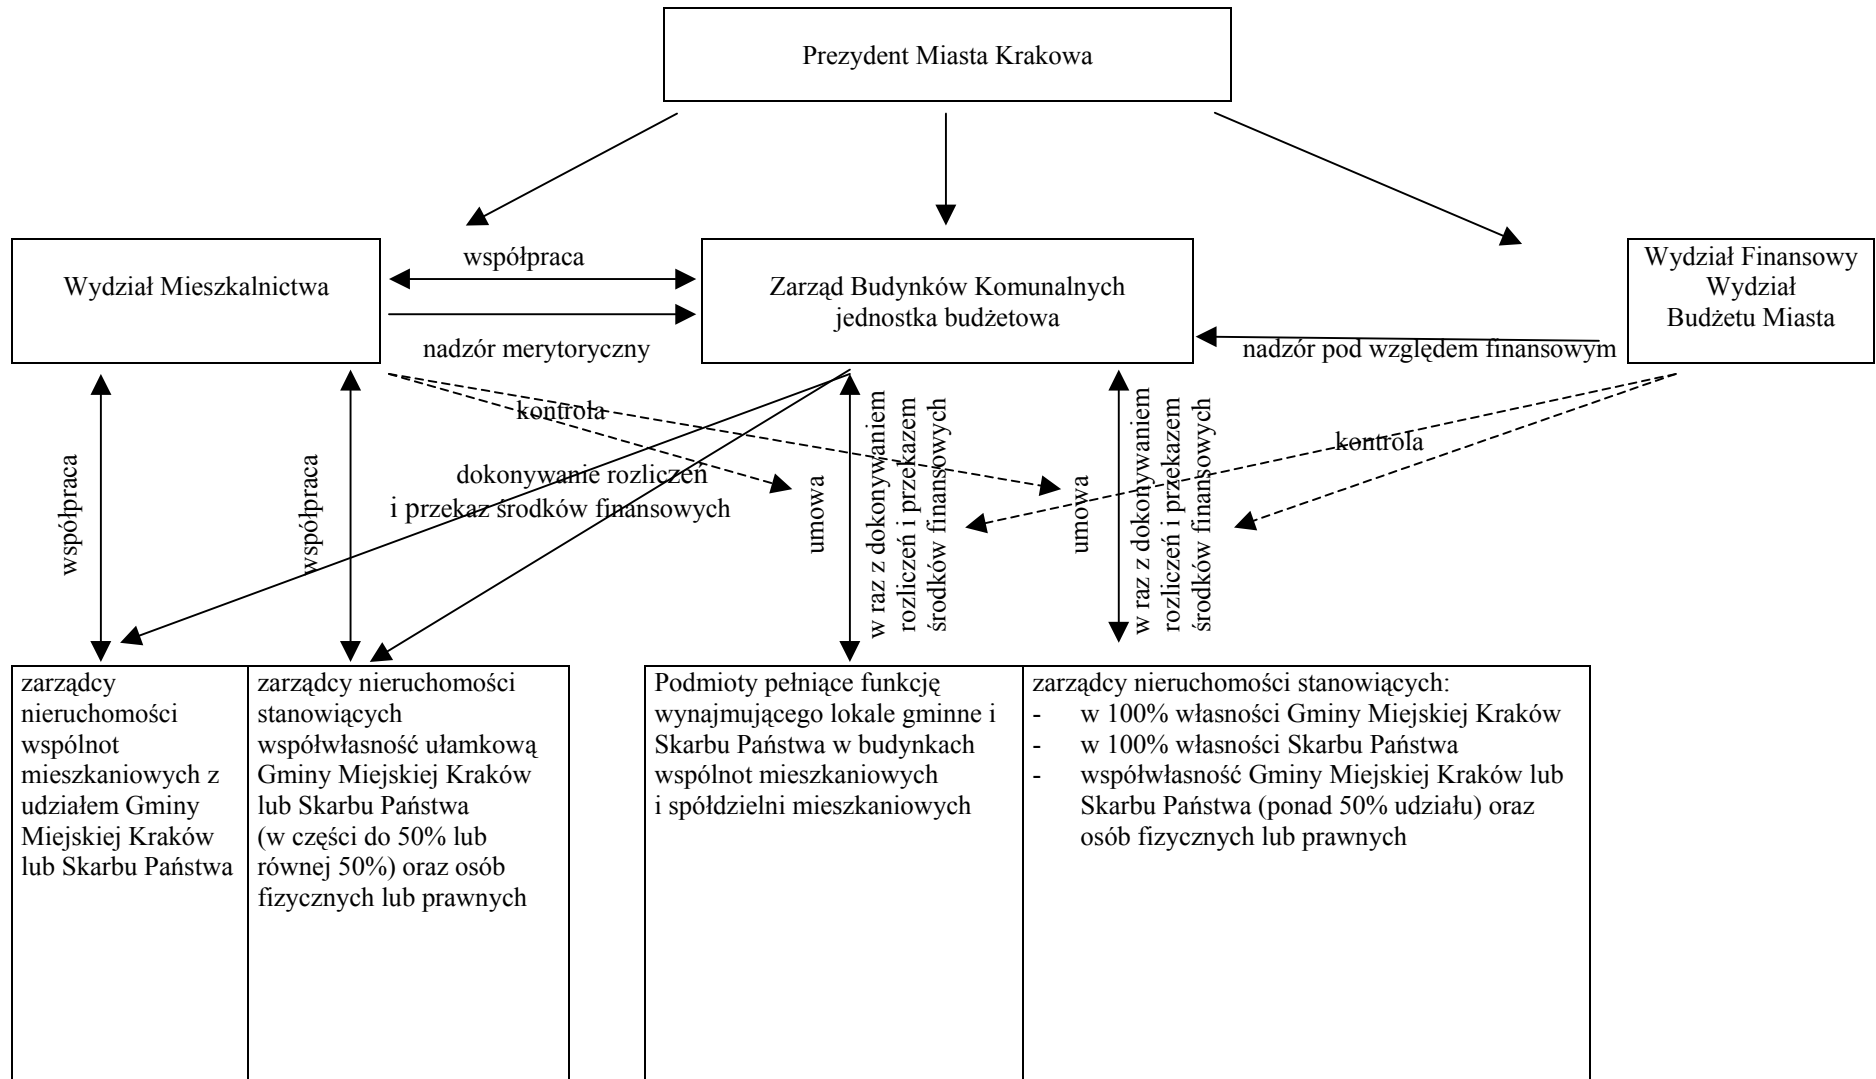 Prezydent Miasta Krakowa
Wydział Mieszkalnictwa
współpraca
nadzór merytoryczny
Zarząd Budynków Komunalnych
jednostka budżetowa
nadzór pod względem finansowym
Wydział Finansowy
Wydział
Budżetu Miasta
współpraca
współpraca
kontrola
dokonywanie rozliczeń
i przekaz środków finansowych
umowa
w raz z dokonywaniem
rozliczeń i przekazem
środków finansowych
umowa
w raz z dokonywaniem
rozliczeń i przekazem
środków finansowych
kontrola
zarządcy
nieruchomości
wspólnot
mieszkaniowych z
udziałem Gminy
Miejskiej Kraków
lub Skarbu Państwa
zarządcy nieruchomości
stanowiących
współwłasność ułamkową
Gminy Miejskiej Kraków
lub Skarbu Państwa
(w części do 50% lub
równej 50%) oraz osób
fizycznych lub prawnych
Podmioty pełniące funkcję
wynajmującego lokale gminne i
Skarbu Państwa w budynkach
wspólnot mieszkaniowych
i spółdzielni mieszkaniowych
zarządcy nieruchomości stanowiących:
- w 100% własności Gminy Miejskiej Kraków
- w 100% własności Skarbu Państwa
- współwłasność Gminy Miejskiej Kraków lub
Skarbu Państwa (ponad 50% udziału) oraz
osób fizycznych lub prawnych